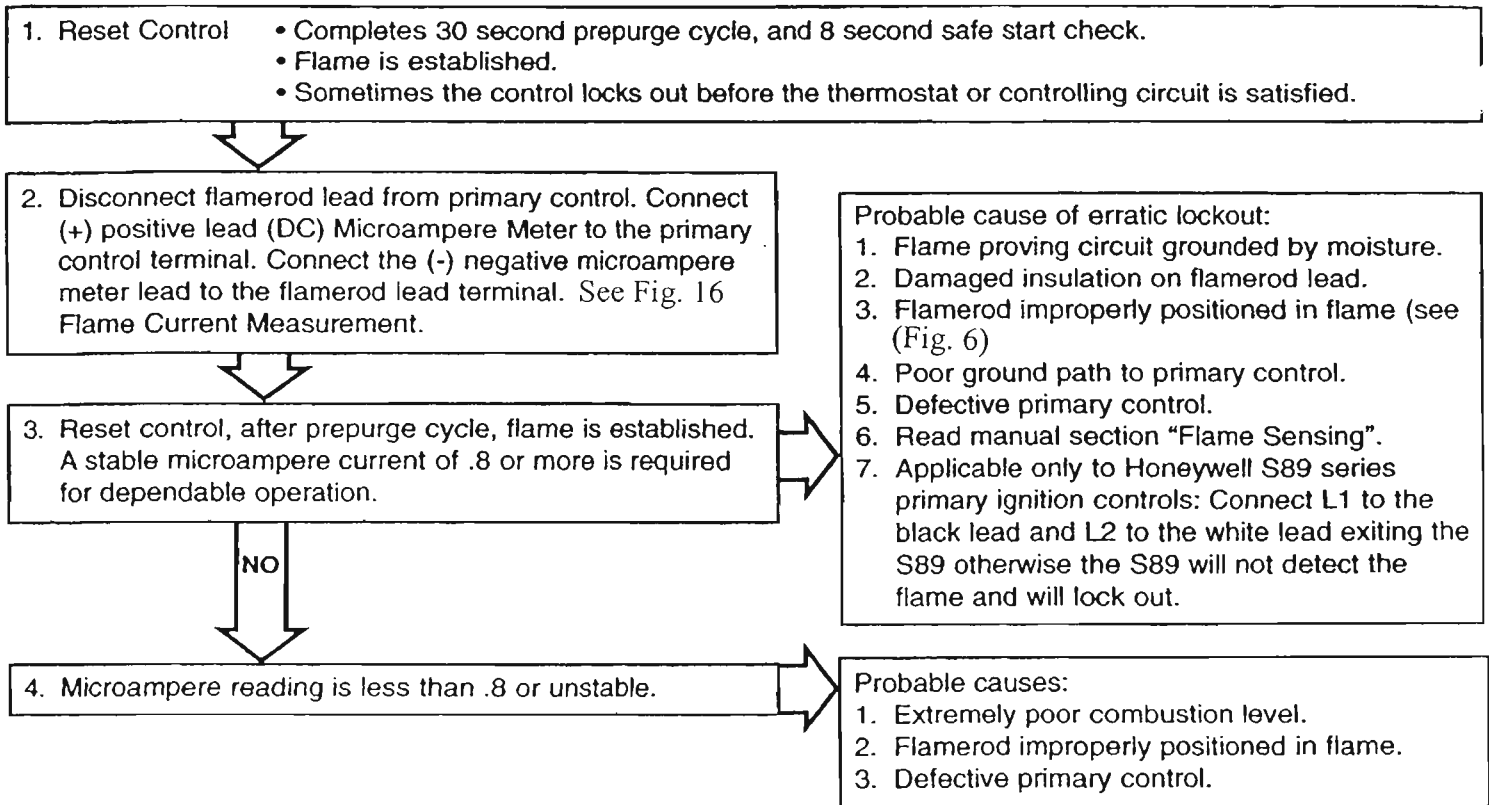 1. Reset Control • Completes 30 second prepurge cycle, and 8 second safe start check.
• Flame is established.
• Sometimes the control locks out before the thermostat or controlling circuit is satisfied.
2. Disconnect flamerod lead from primary control. Connect
(+) positive lead (DC) Microampere Meter to the primary
control terminal. Connect the (-) negative microampere
meter lead to the flamerod lead terminal. See Fig. 16
Flame Current Measurement.
3. Reset control, after prepurge cycle, flame is established.
A stable microampere current of .8 or more is required
for dependable operation.
Probable cause of erratic lockout:
1. Flame proving circuit grounded by moisture.
2. Damaged insulation on flamerod lead.
3. Flamerod improperly positioned in flame (see
(Fig. 6)
4. Poor ground path to primary control.
5. Defective primary control.
6. Read manual section “Flame Sensing”.
7. Applicable only to Honeywell S89 series
primary ignition controls: Connect L1 to the
black lead and L2 to the white lead exiting the
S89 otherwise the S89 will not detect the
flame and will lock out.
NO
4. Microampere reading is less than .8 or unstable.
Probable causes:
1. Extremely poor combustion level.
2. Flamerod improperly positioned in flame.
3. Defective primary control.